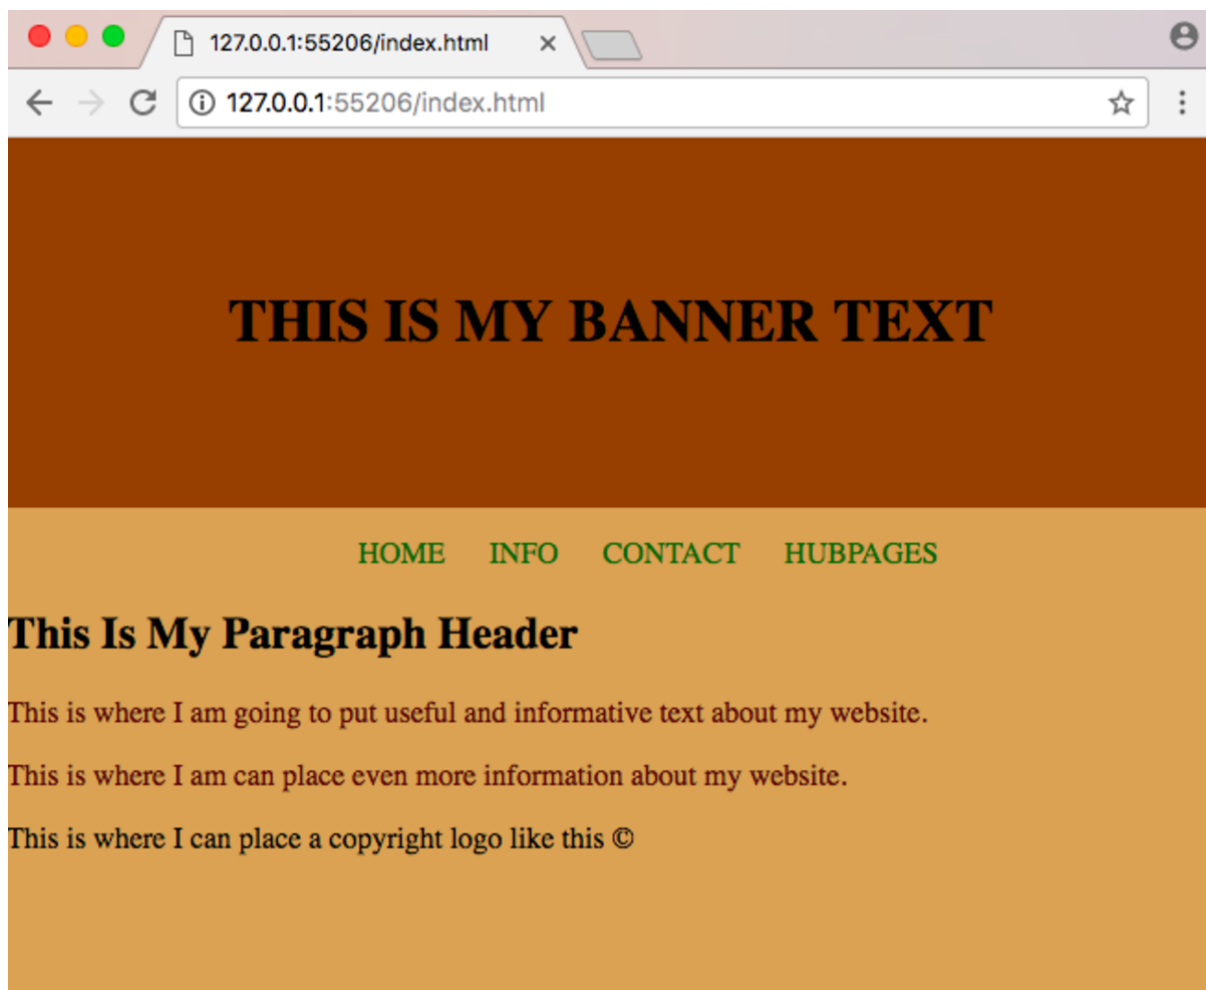 127.0.0.1:55206/index.html
127.0.0.1:55206/index.html
THIS IS MY BANNER TEXT
HOME INFO CONTACT HUBPAGES
This Is My Paragraph Header
This is where I am going to put useful and informative text about my website.
This is where I am can place even more information about my website.
This is where I can place a copyright logo like this ©